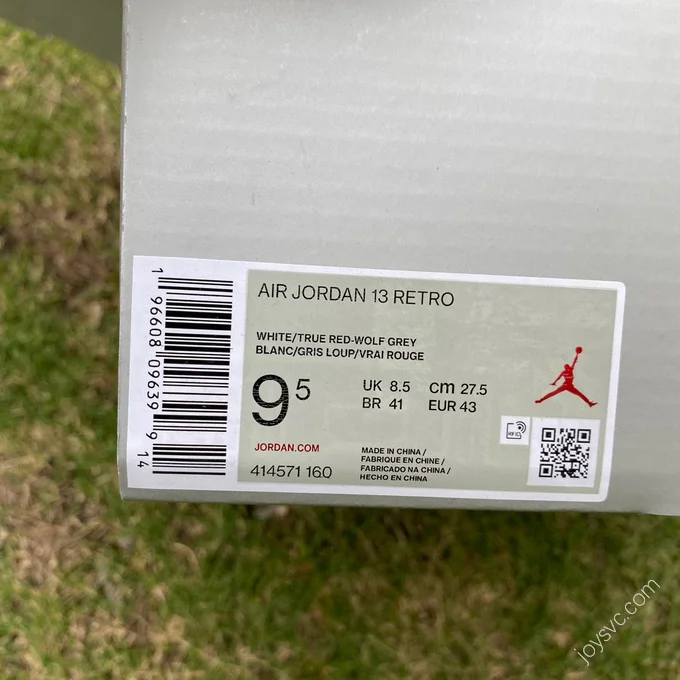 AIR JORDAN 13 RETRO
WHITE/TRUE RED-WOLF GREY
BLANC/GRIS LOUP/VRAI ROUGE
9 5
UK 8.5 cm 27.5
BR 41 EUR 43
JORDAN.COM
414571 160
MADE IN CHINA /
FABRIQUE EN CHINE /
FABRICADO NA CHINA /
HECHO EN CHINA
1 96608 09639 9 14
joysvc.com